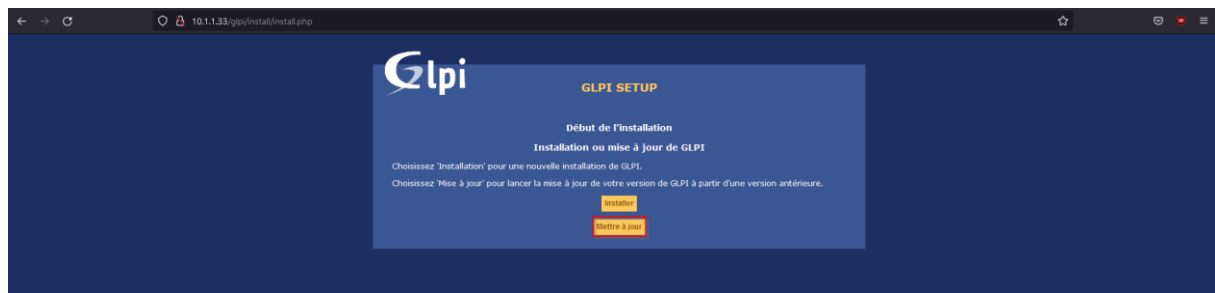 10.1.1.33/glpi/install/install.php
Glpi
GLPI SETUP
Début de l'installation
Installation ou mise à jour de GLPI
Choisissez 'Installation' pour une nouvelle installation de GLPI.
Choisissez 'Mise à jour' pour lancer la mise à jour de votre version de GLPI à partir d'une version antérieure.
Installer
Mettre à jour